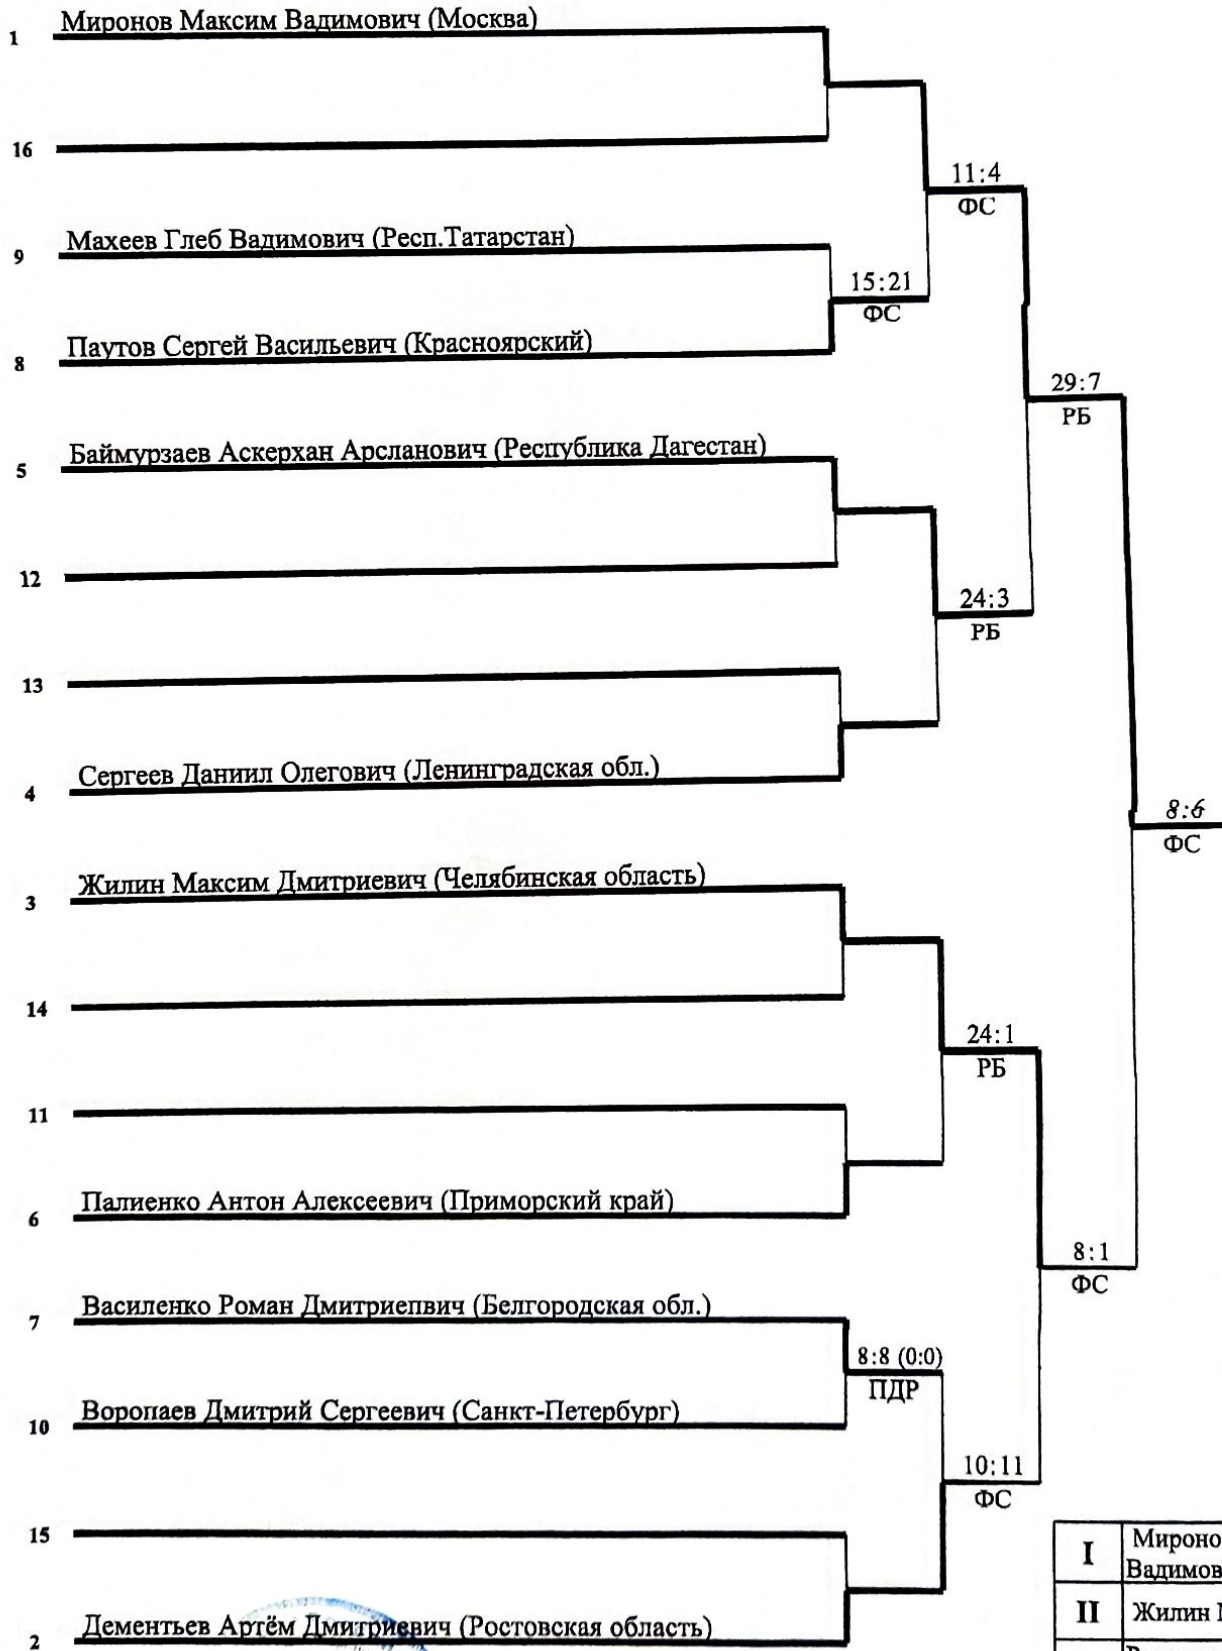 1 Миронов Максим Вадимович (Москва)
16
11:4
ФС
9 Махеев Глеб Вадимович (Респ.Татарстан)
15:21
ФС
8 Паутов Сергей Васильевич (Красноярский)
29:7
РБ
5 Баймурзаев Аскерхан Арсланович (Республика Дагестан)
12
24:3
РБ
13
4 Сергеев Даниил Олегович (Ленинградская обл.)
8:6
ФС
3 Жилин Максим Дмитриевич (Челябинская область)
14
24:1
РБ
11
6 Палиенко Антон Алексеевич (Приморский край)
8:1
ФС
7 Василенко Роман Дмитриепвич (Белгородская обл.)
8:8 (0:0)
ПДР
10 Воропаев Дмитрий Сергеевич (Санкт-Петербург)
10:11
ФС
15
I Мироно
Вадимов
II Жилин
2 Дементьев Артём Дмитриевич (Ростовская область)